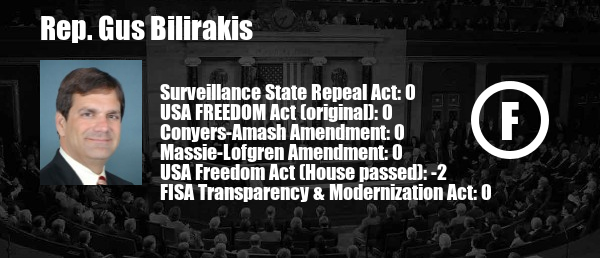 Rep. Gus Bilirakis
Surveillance State Repeal Act: 0
USA FREEDOM Act (original): 0
Conyers-Amash Amendment: 0
Massie-Lofgren Amendment: 0
USA Freedom Act (House passed): -2
FISA Transparency & Modernization Act: 0
F